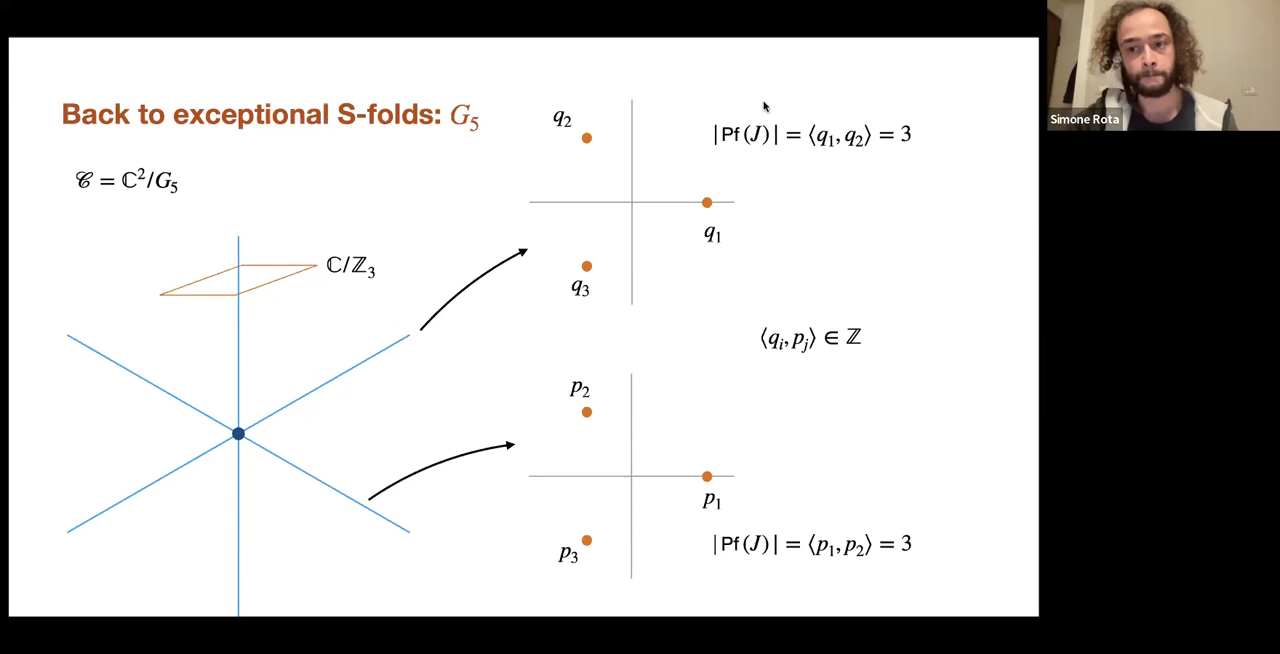 Back to exceptional S-folds: G₅
𝒞 = ℂ²/G₅
ℂ/ℤ₃
q₂
q₁
q₃
|Pf(J)| = ⟨q₁, q₂⟩ = 3
⟨qᵢ, pⱼ⟩ ∈ ℤ
p₂
p₁
p₃
|Pf(J)| = ⟨p₁, p₂⟩ = 3
Simone Rota